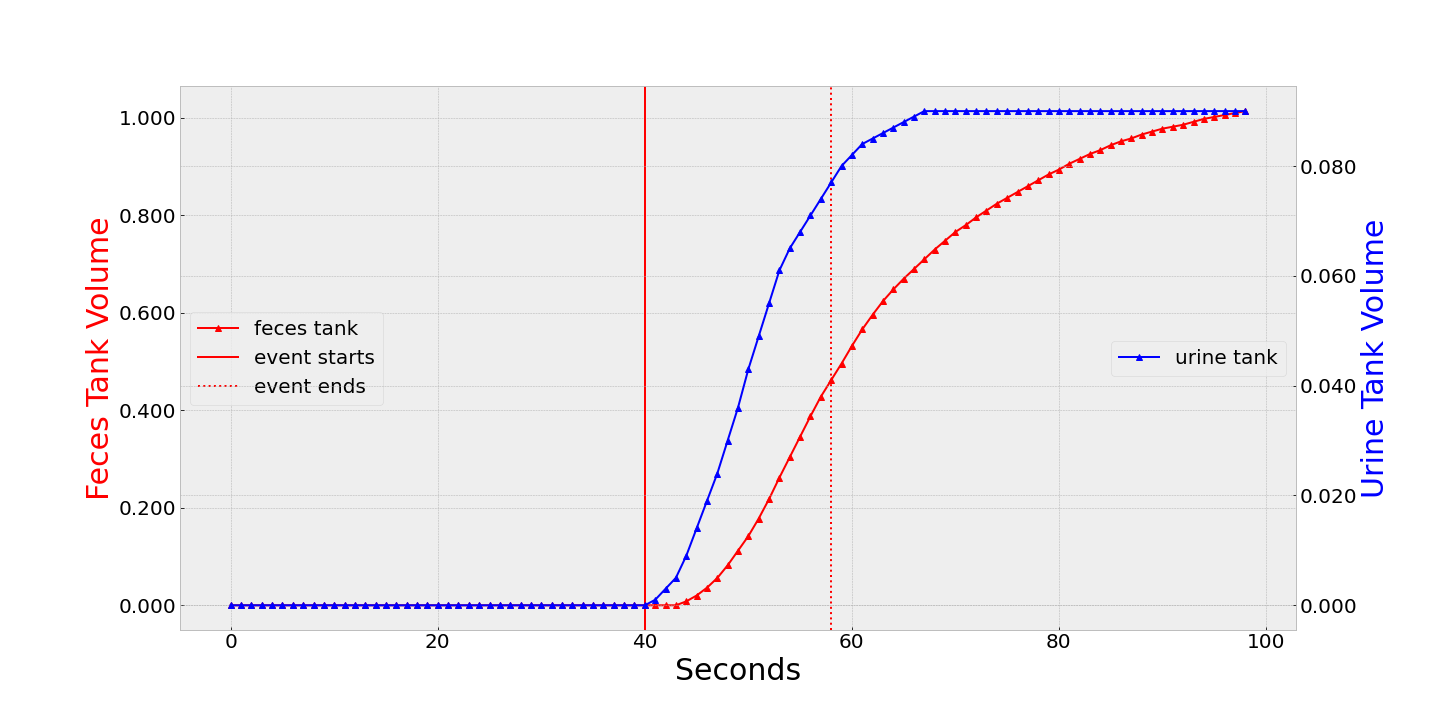 Feces Tank Volume
1.000
0.800
0.600
0.400
0.200
0.000
feces tank
event starts
event ends
urine tank
0.080
0.060
0.040
0.020
0.000
Urine Tank Volume
0 20 40 60 80 100
Seconds